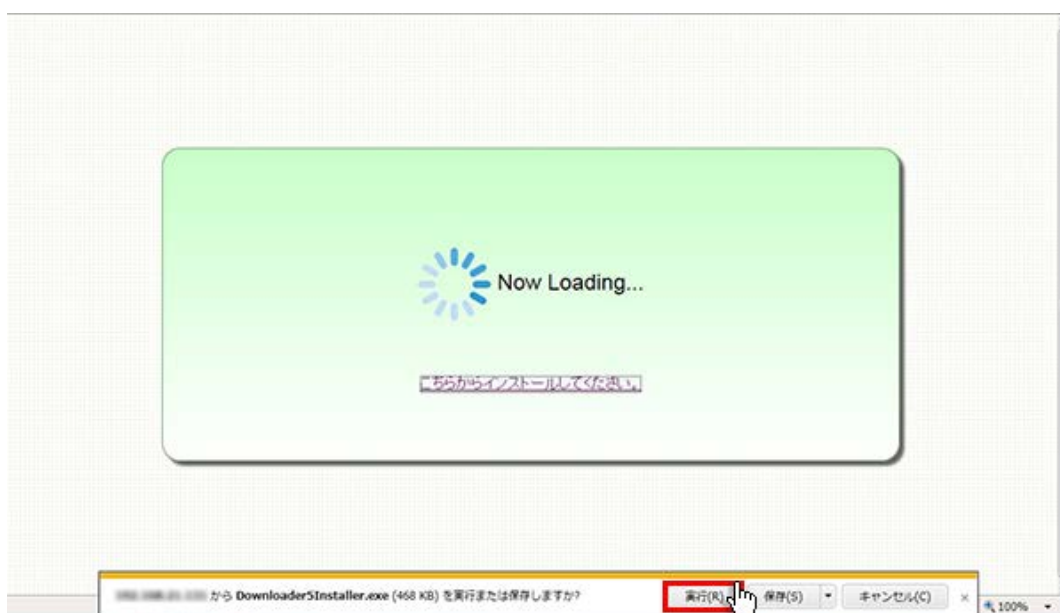 Now Loading...
こちらからインストールしてください。
から Downloader5Installer.exe (468 KB) を実行または保存しますか?
実行(R)
保存(S)
キャンセル(C)
×
100%